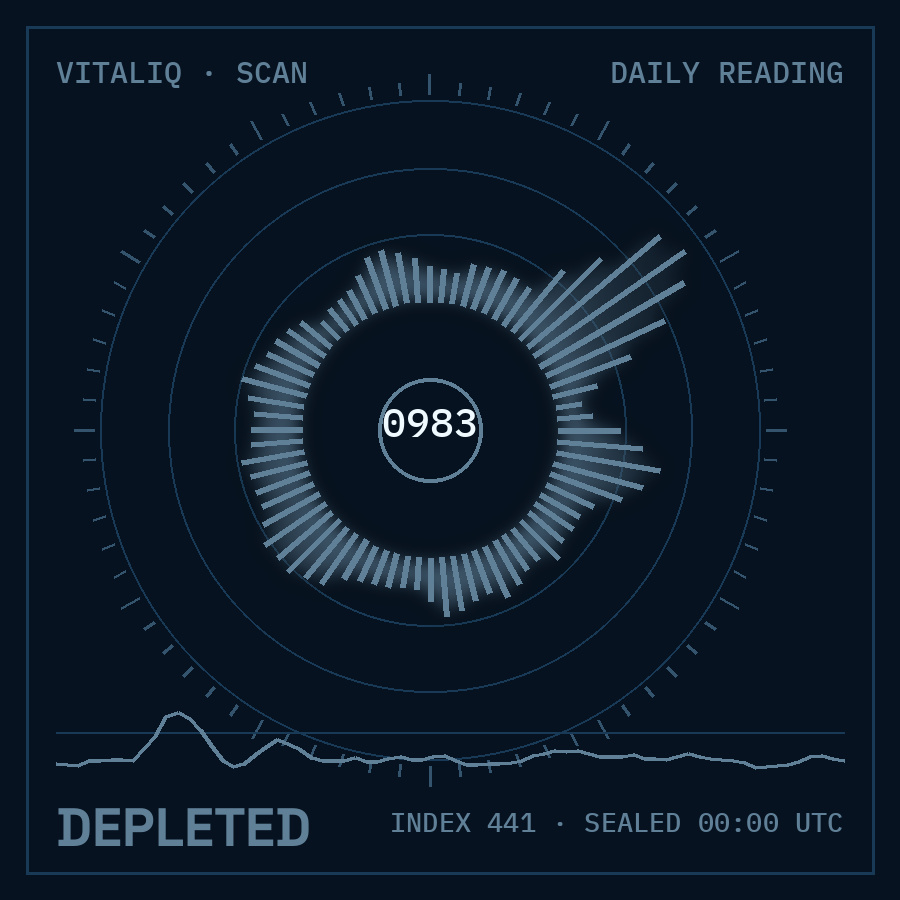 VITALIQ · SCAN
DAILY READING
0983
DEPLETED
INDEX 441 · SEALED 00:00 UTC